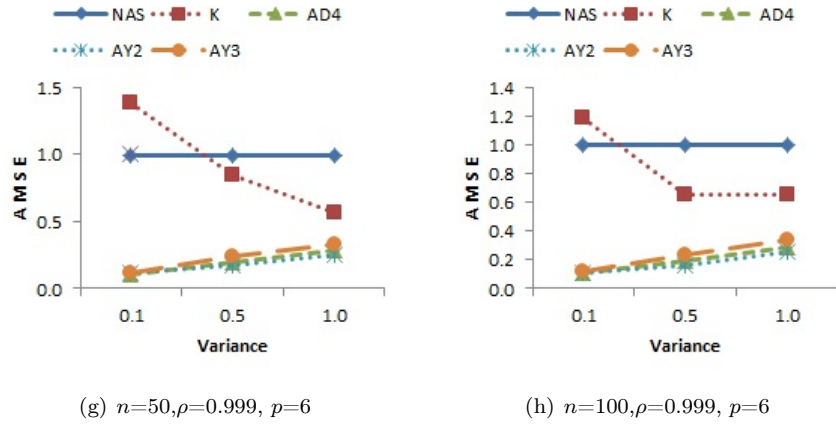 NAS K AD4
AY2 AY3
1.5
1.0
0.5
0.0
A M S E
0.1 0.5 1.0
Variance
(g) n=50,ρ=0.999, p=6
NAS K AD4
AY2 AY3
1.4
1.2
1.0
0.8
0.6
0.4
0.2
0.0
A M S E
0.1 0.5 1.0
Variance
(h) n=100,ρ=0.999, p=6